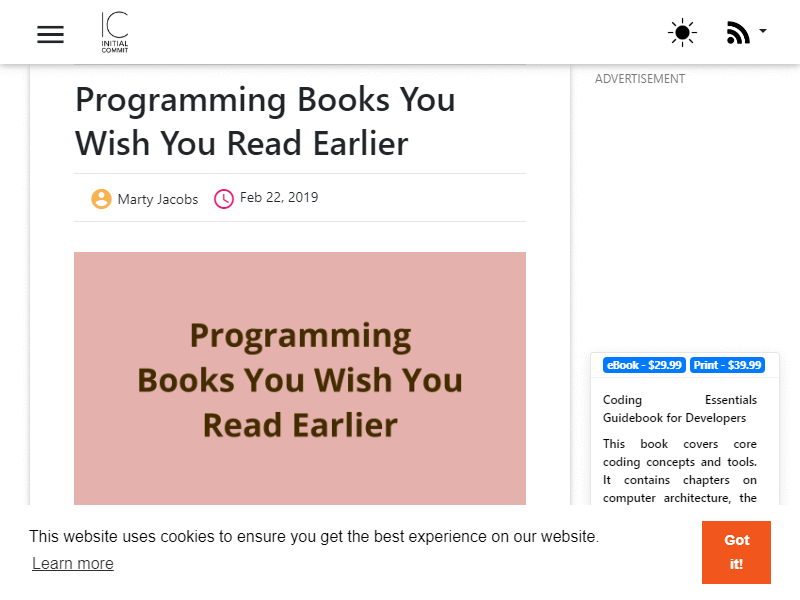 IC
INITIAL
COMMIT
Programming Books You
Wish You Read Earlier
Marty Jacobs
Feb 22, 2019
Programming
Books You Wish You
Read Earlier
ADVERTISEMENT
eBook - $29.99 Print - $39.99
Coding Essentials
Guidebook for Developers
This book covers core
coding concepts and tools.
It contains chapters on
computer architecture, the
This website uses cookies to ensure you get the best experience on our website.
Learn more
Got
it!